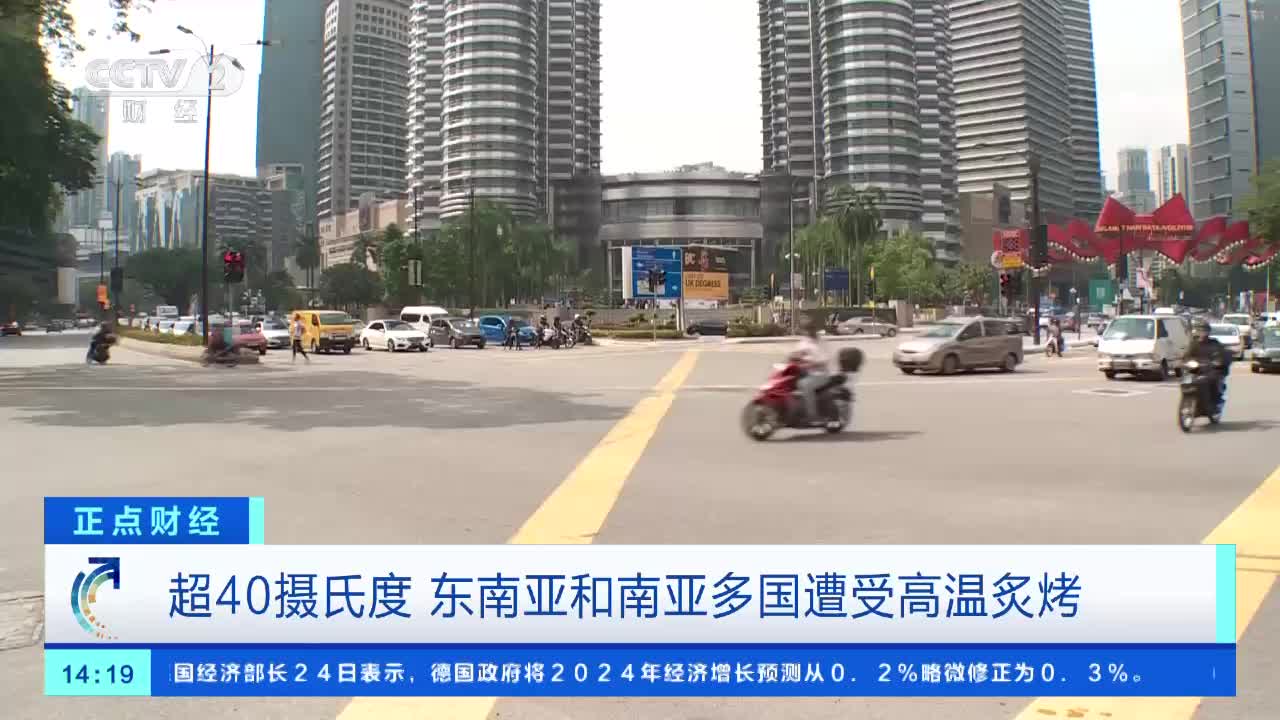 CCTV 2
财 经
UK DEGREE
正点财经
超40摄氏度 东南亚和南亚多国遭受高温炙烤
14:19
国经济部长24日表示，德国政府将2024年经济增长预测从0．2%略微修正为0．3%。